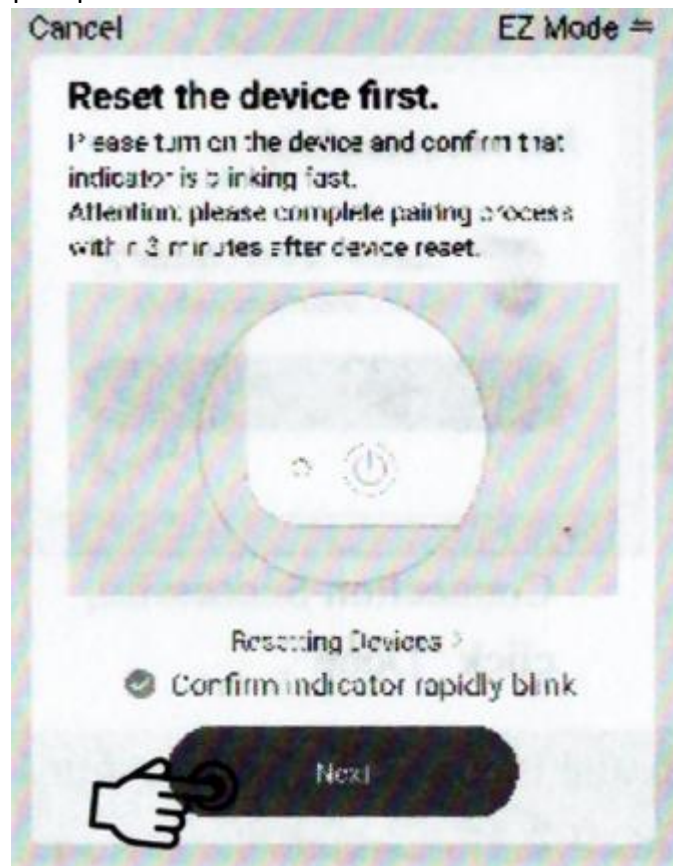 Cancel
EZ Mode ⇋
Reset the device first.
Please turn on the device and confirm that
indicator is blinking fast.
Attention: please complete pairing process
within 3 minutes after device reset.
Resetting Devices >
Confirm indicator rapidly blink
Next